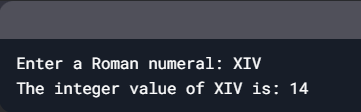 Enter a Roman numeral: XIV
The integer value of XIV is: 14